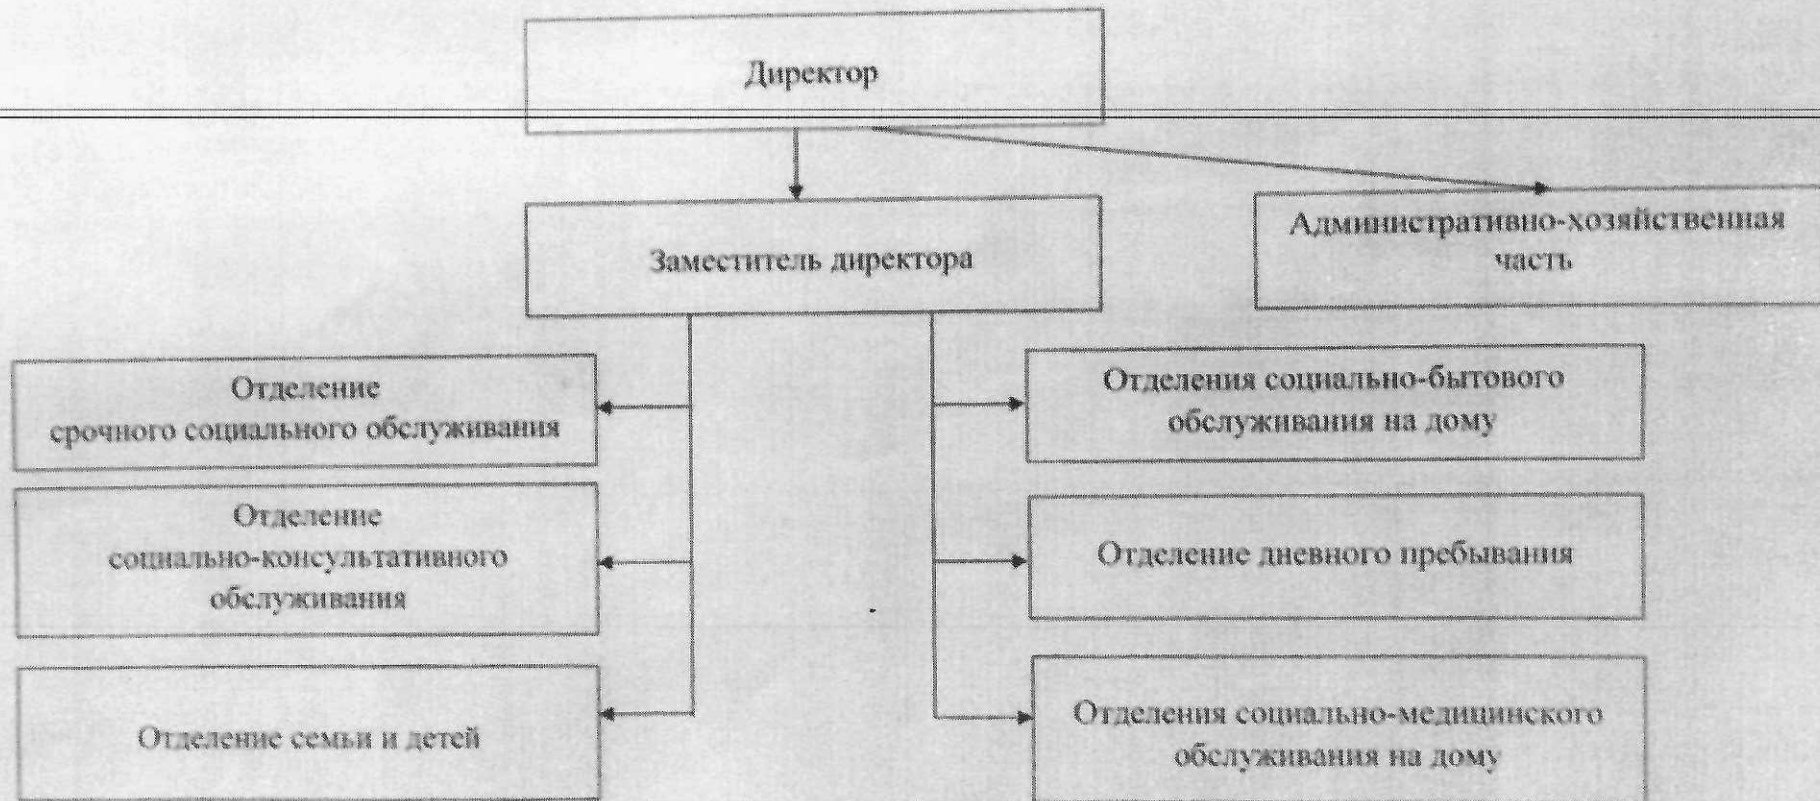 Директор
Заместитель директора
Административно-хозяйственная
часть
Отделение
срочного социального обслуживания
Отделения социально-бытового
обслуживания на дому
Отделение
социально-консультативного
обслуживания
Отделение дневного пребывания
Отделение семьи и детей
Отделения социально-медицинского
обслуживания на дому